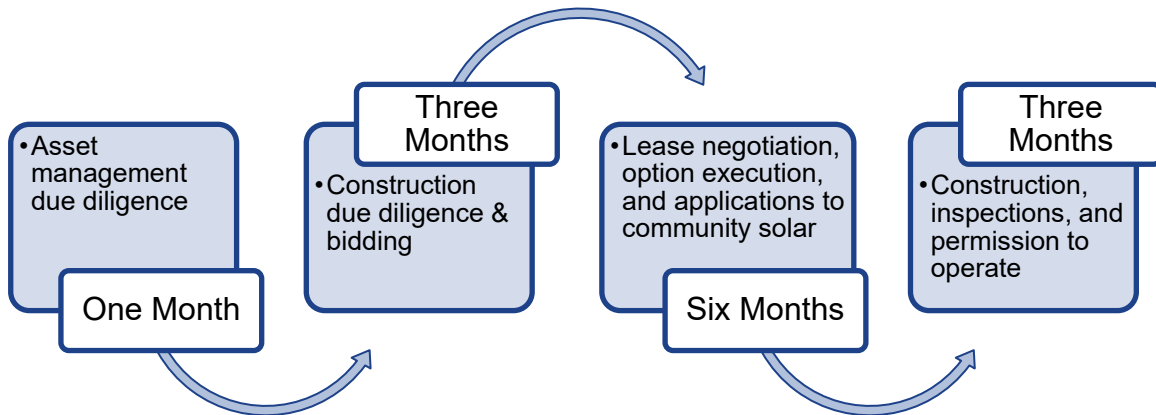 •Asset
management
due diligence
One Month
Three
Months
•Construction
due diligence &
bidding
•Lease negotiation,
option execution,
and applications to
community solar
Six Months
Three
Months
•Construction,
inspections, and
permission to
operate